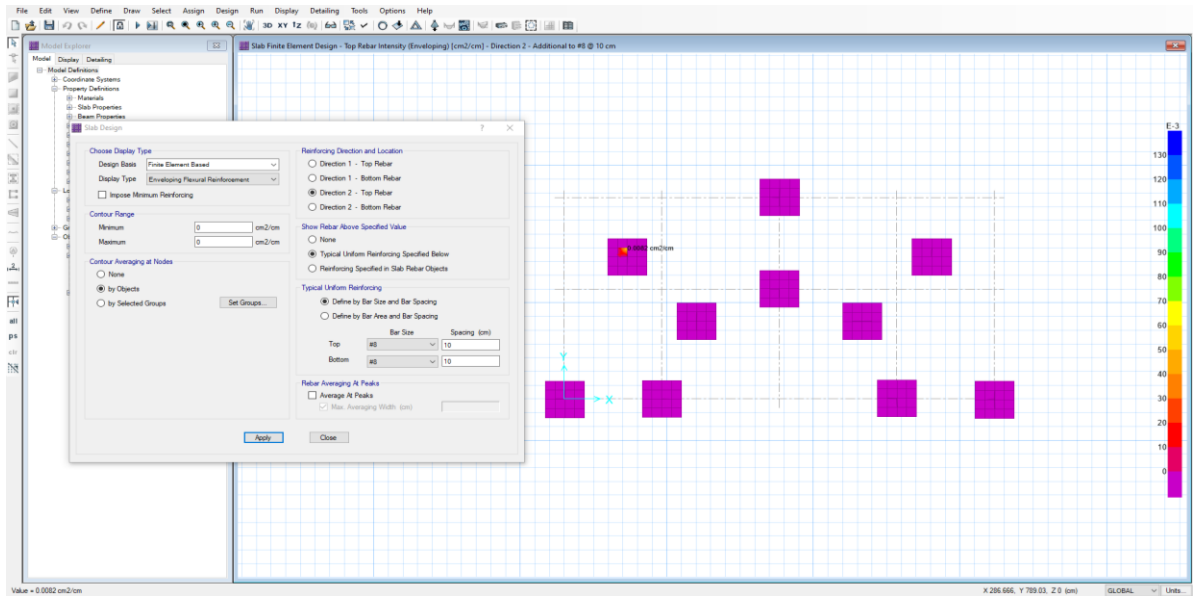 File Edit View Define Draw Select Assign Design Run Display Detailing Tools Options Help
3D XY 1Z
Model Explorer
Model Display Detailing
Model Definitions
Coordinate Systems
Property Definitions
Materials
Slab Properties
Beam Properties
Slab Finite Element Design - Top Rebar Intensity (Enveloping) [cm2/cm] - Direction 2 - Additional to #8 @ 10 cm
Slab Design
Choose Display Type
Design Basis Finite Element Based
Display Type Enveloping Flexural Reinforcement
Impose Minimum Reinforcing
Contour Range
Minimum 0 cm2/cm
Maximum 0 cm2/cm
Contour Averaging at Nodes
None
by Objects
by Selected Groups Set Groups...
Reinforcing Direction and Location
Direction 1 - Top Rebar
Direction 1 - Bottom Rebar
Direction 2 - Top Rebar
Direction 2 - Bottom Rebar
Show Rebar Above Specified Value
None
Typical Uniform Reinforcing Specified Below
Reinforcing Specified in Slab Rebar Objects
Typical Uniform Reinforcing
Define by Bar Size and Bar Spacing
Define by Bar Area and Bar Spacing
Bar Size Spacing (cm)
Top #8 10
Bottom #8 10
Rebar Averaging At Peaks
Average At Peaks
Max. Averaging Width (cm)
Apply Close
all
ps
clr
0.0082 cm2/cm
Y
X
E-3
130
120
110
100
90
80
70
60
50
40
30
20
10
0
Value = 0.0082 cm2/cm
X 286.666, Y 789.03, Z 0 (cm) GLOBAL Units...